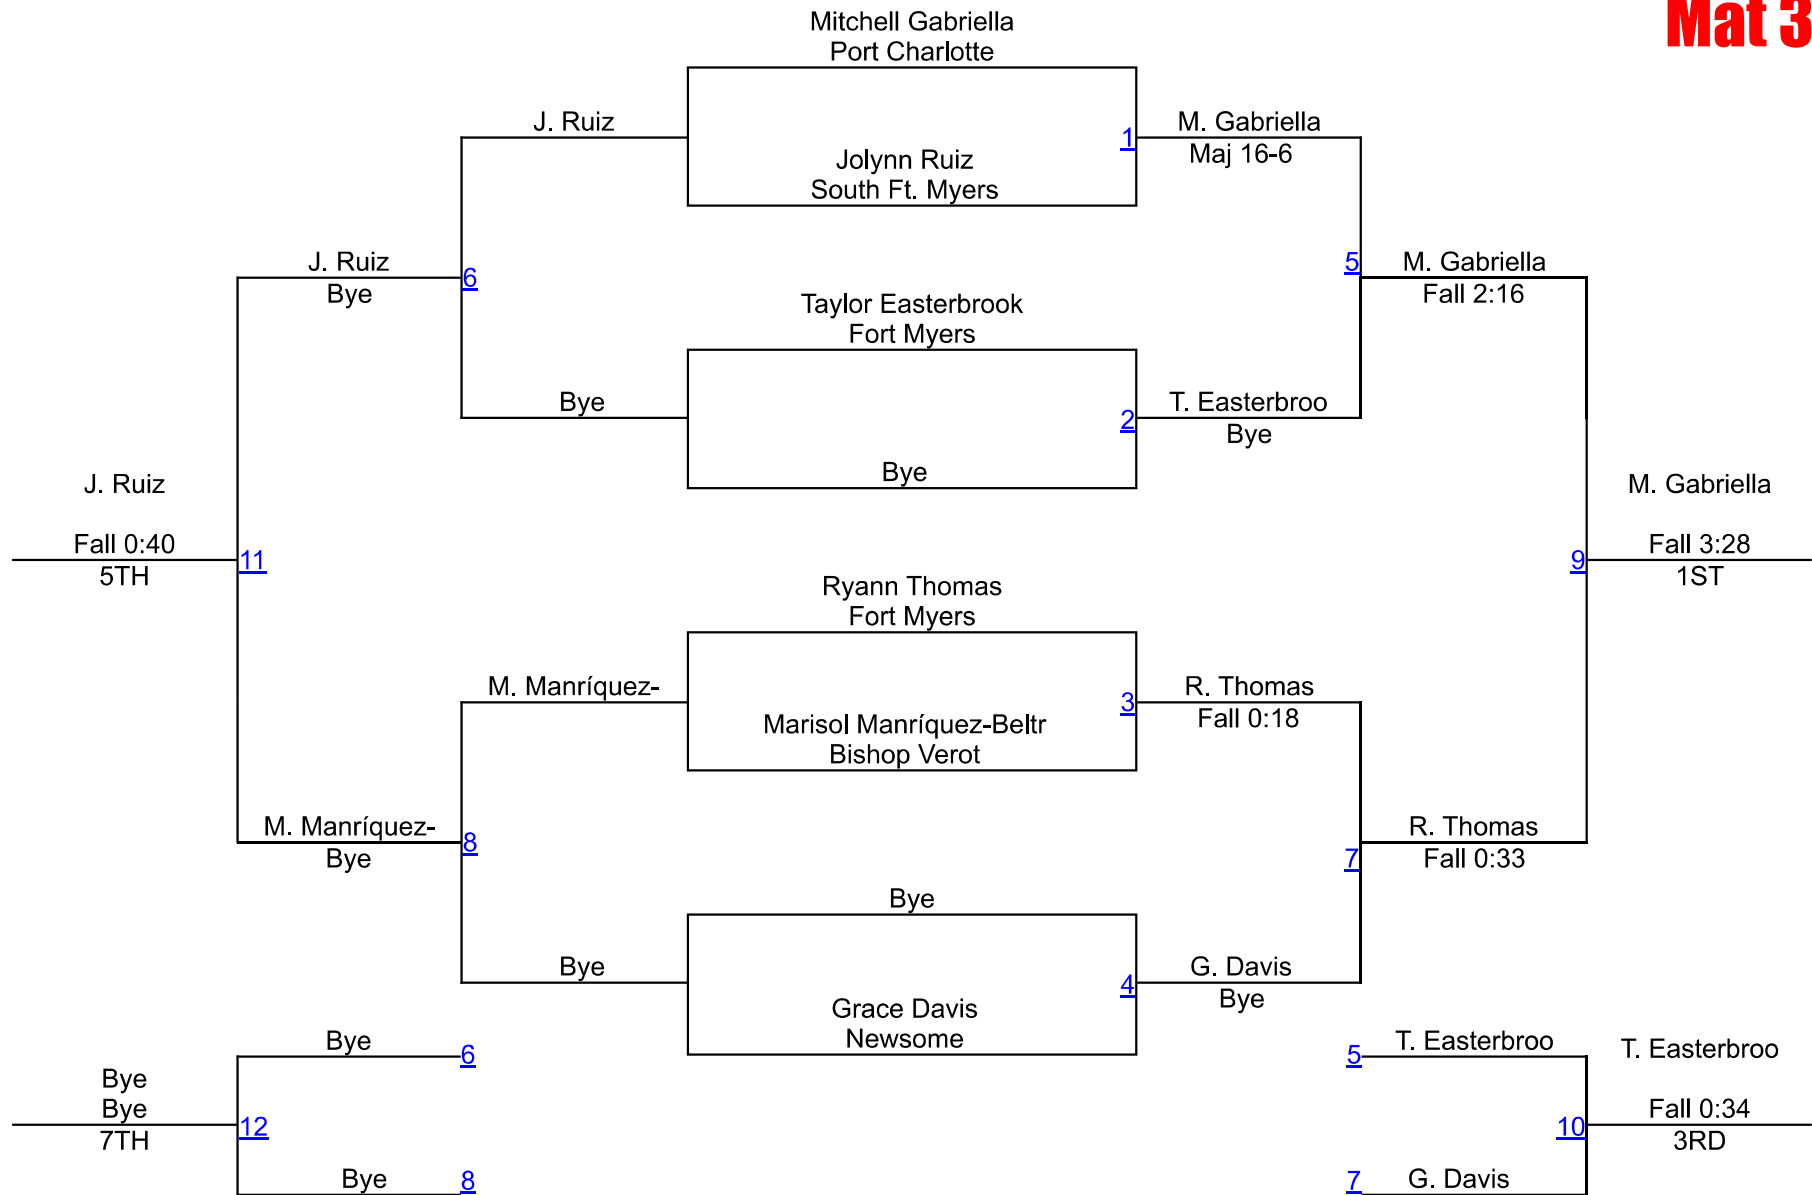 Mat 3
Mitchell Gabriella
Port Charlotte
J. Ruiz
1
M. Gabriella
Maj 16-6
Jolynn Ruiz
South Ft. Myers
J. Ruiz
Bye
6
5
M. Gabriella
Fall 2:16
Taylor Easterbrook
Fort Myers
Bye
2
T. Easterbroo
Bye
Bye
J. Ruiz
Fall 0:40
5TH
11
M. Gabriella
9
Fall 3:28
1ST
Ryann Thomas
Fort Myers
M. Manríquez-
3
R. Thomas
Fall 0:18
Marisol Manríquez-Beltr
Bishop Verot
M. Manríquez-
Bye
8
7
R. Thomas
Fall 0:33
Bye
Bye
4
G. Davis
Bye
Grace Davis
Newsome
Bye
6
5
T. Easterbroo
Bye
Bye
7TH
12
T. Easterbroo
10
Fall 0:34
3RD
Bye
8
7
G. Davis